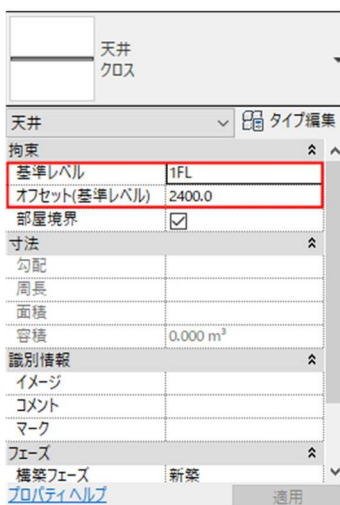 天井
クロス
天井 タイプ編集
拘束
基準レベル 1FL
オフセット(基準レベル) 2400.0
部屋境界
寸法
勾配
周長
面積
容積 0.000 m³
識別情報
イメージ
コメント
マーク
フェーズ
構築フェーズ 新築
プロパティ ヘルプ 適用